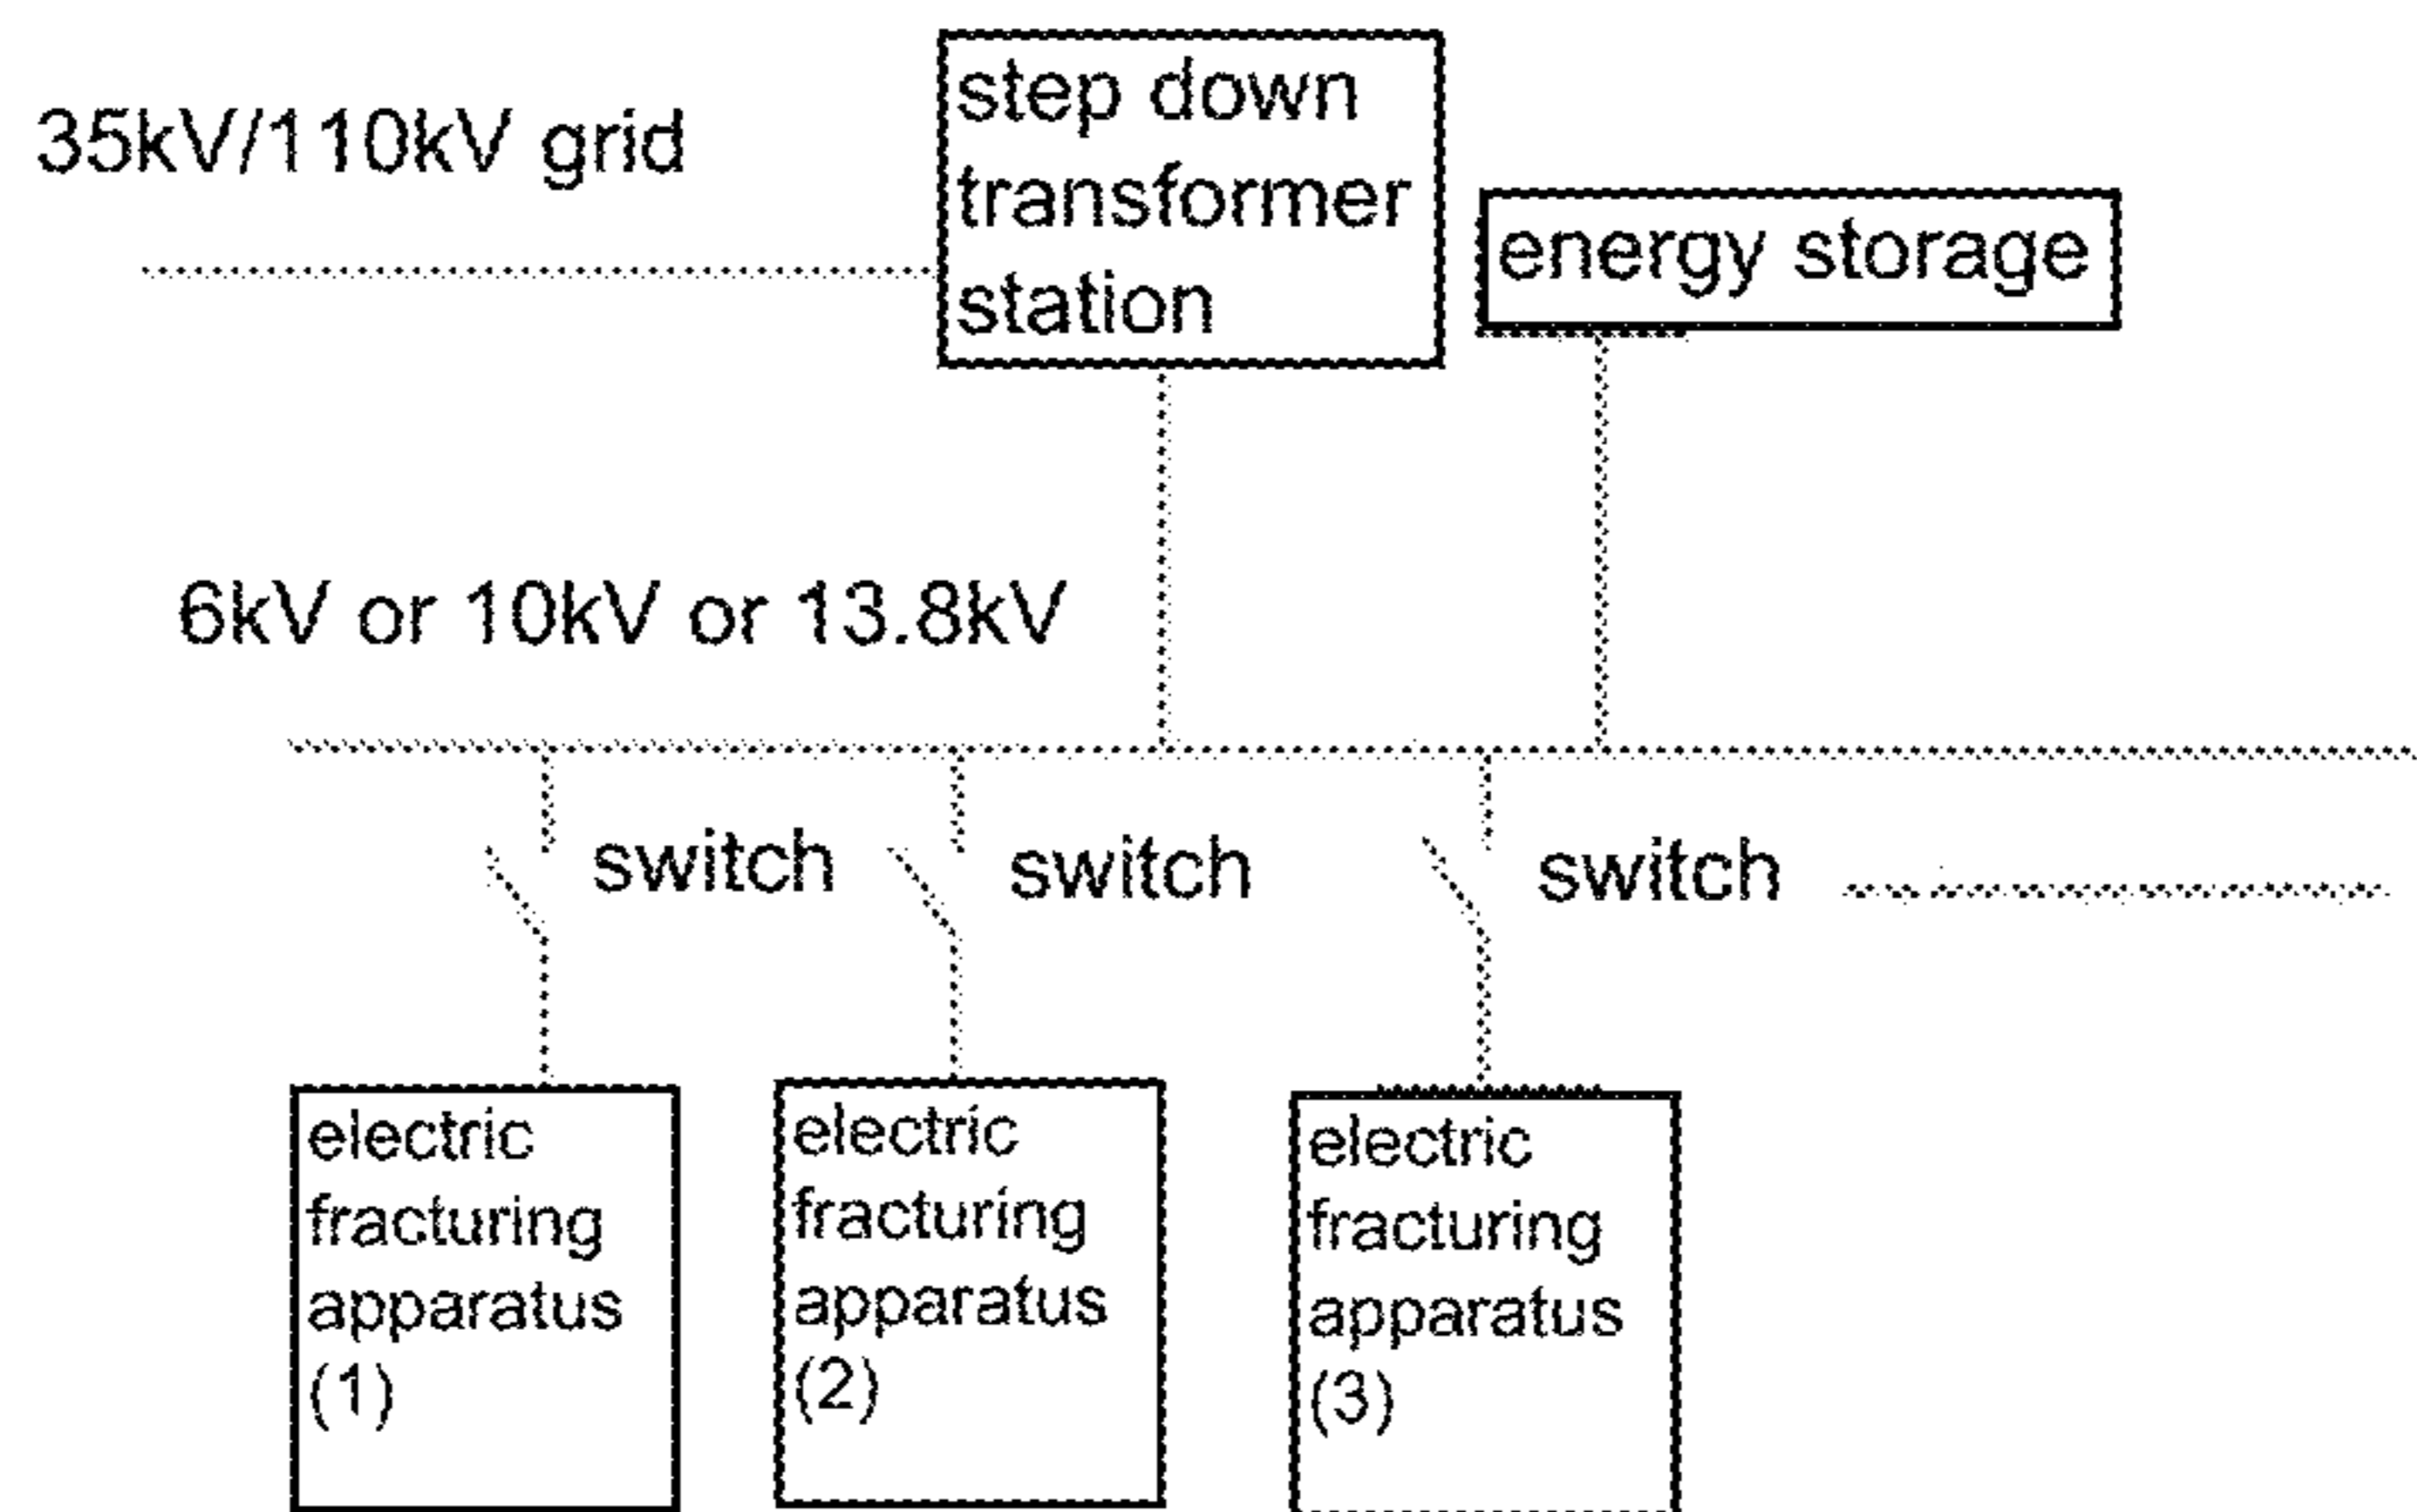 35kV/110kV grid
step down
transformer
station
energy storage
6kV or 10kV or 13.8kV
switch
switch
switch
electric
fracturing
apparatus
(1)
electric
fracturing
apparatus
(2)
electric
fracturing
apparatus
(3)